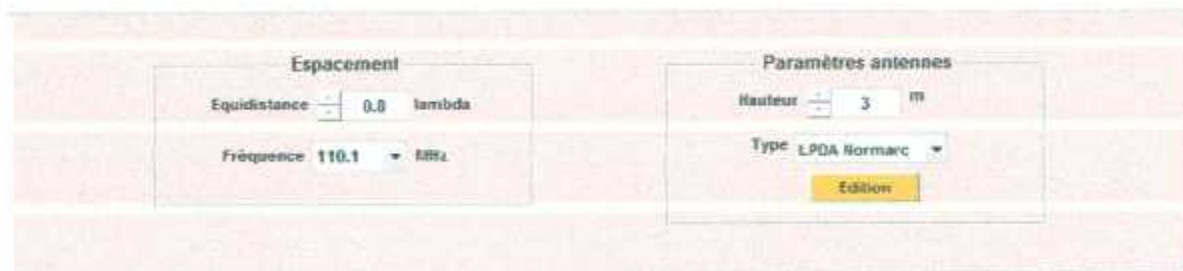 Espacement
Equidistance 0.8 lambda
Fréquence 110.1 MHz
Paramètres antennes
Hauteur 3 m
Type LPDA Normarc
Edition